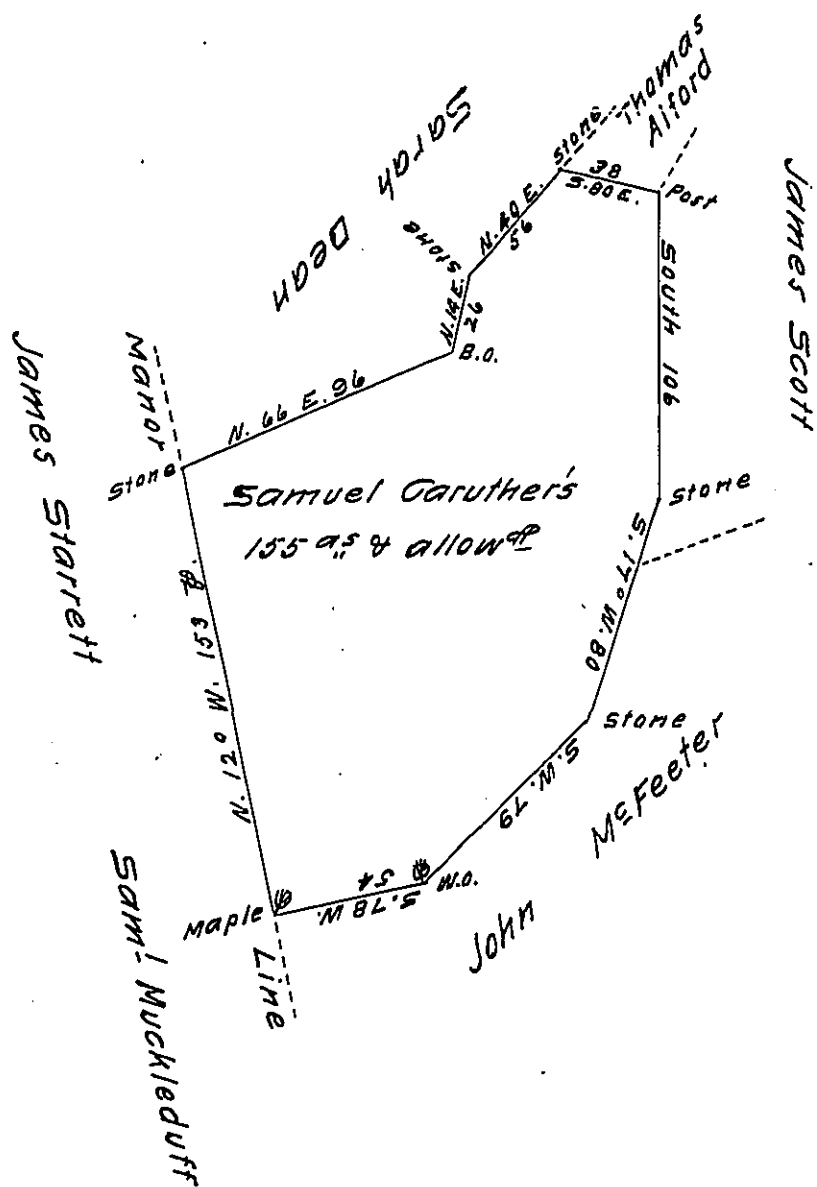 Thomas
Alford
Stone
38
S. 80 E.
Post
Sarah
Dean
N. 40 E.
56
Stone
N. 14 E.
26
B.O.
James Scott
South 106
Manor
N. 66 E. 96
Stone
James Starrett
Samuel Caruther's
155 as & allow
Stone
S. 17° W. 80
N. 12° W. 153
Stone
S. W. 79
McFeeter
John
54
S. 78 W.
W.O.
Maple
Line
Saml Muckleduff